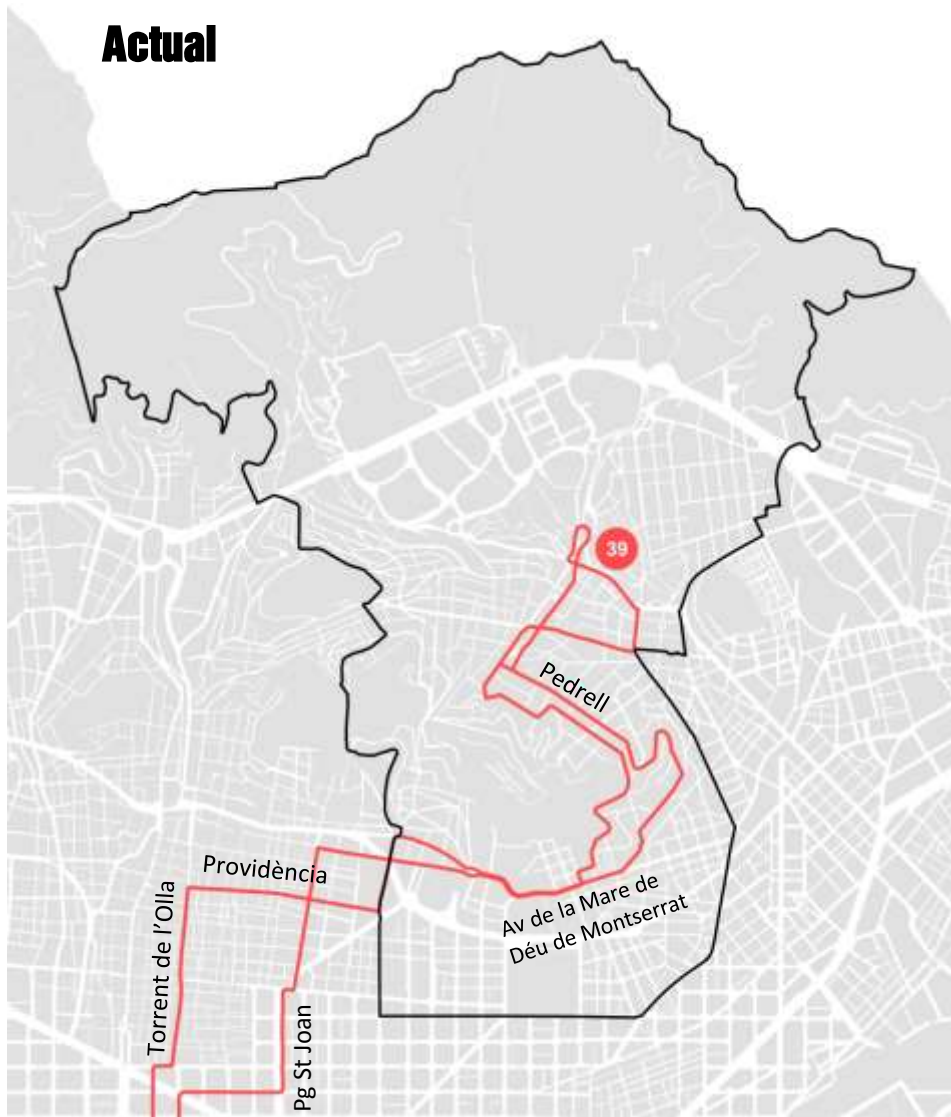 Actual
39
Pedrell
Providència
Av de la Mare de
Déu de Montserrat
Torrent de l'Olla
Pg St Joan